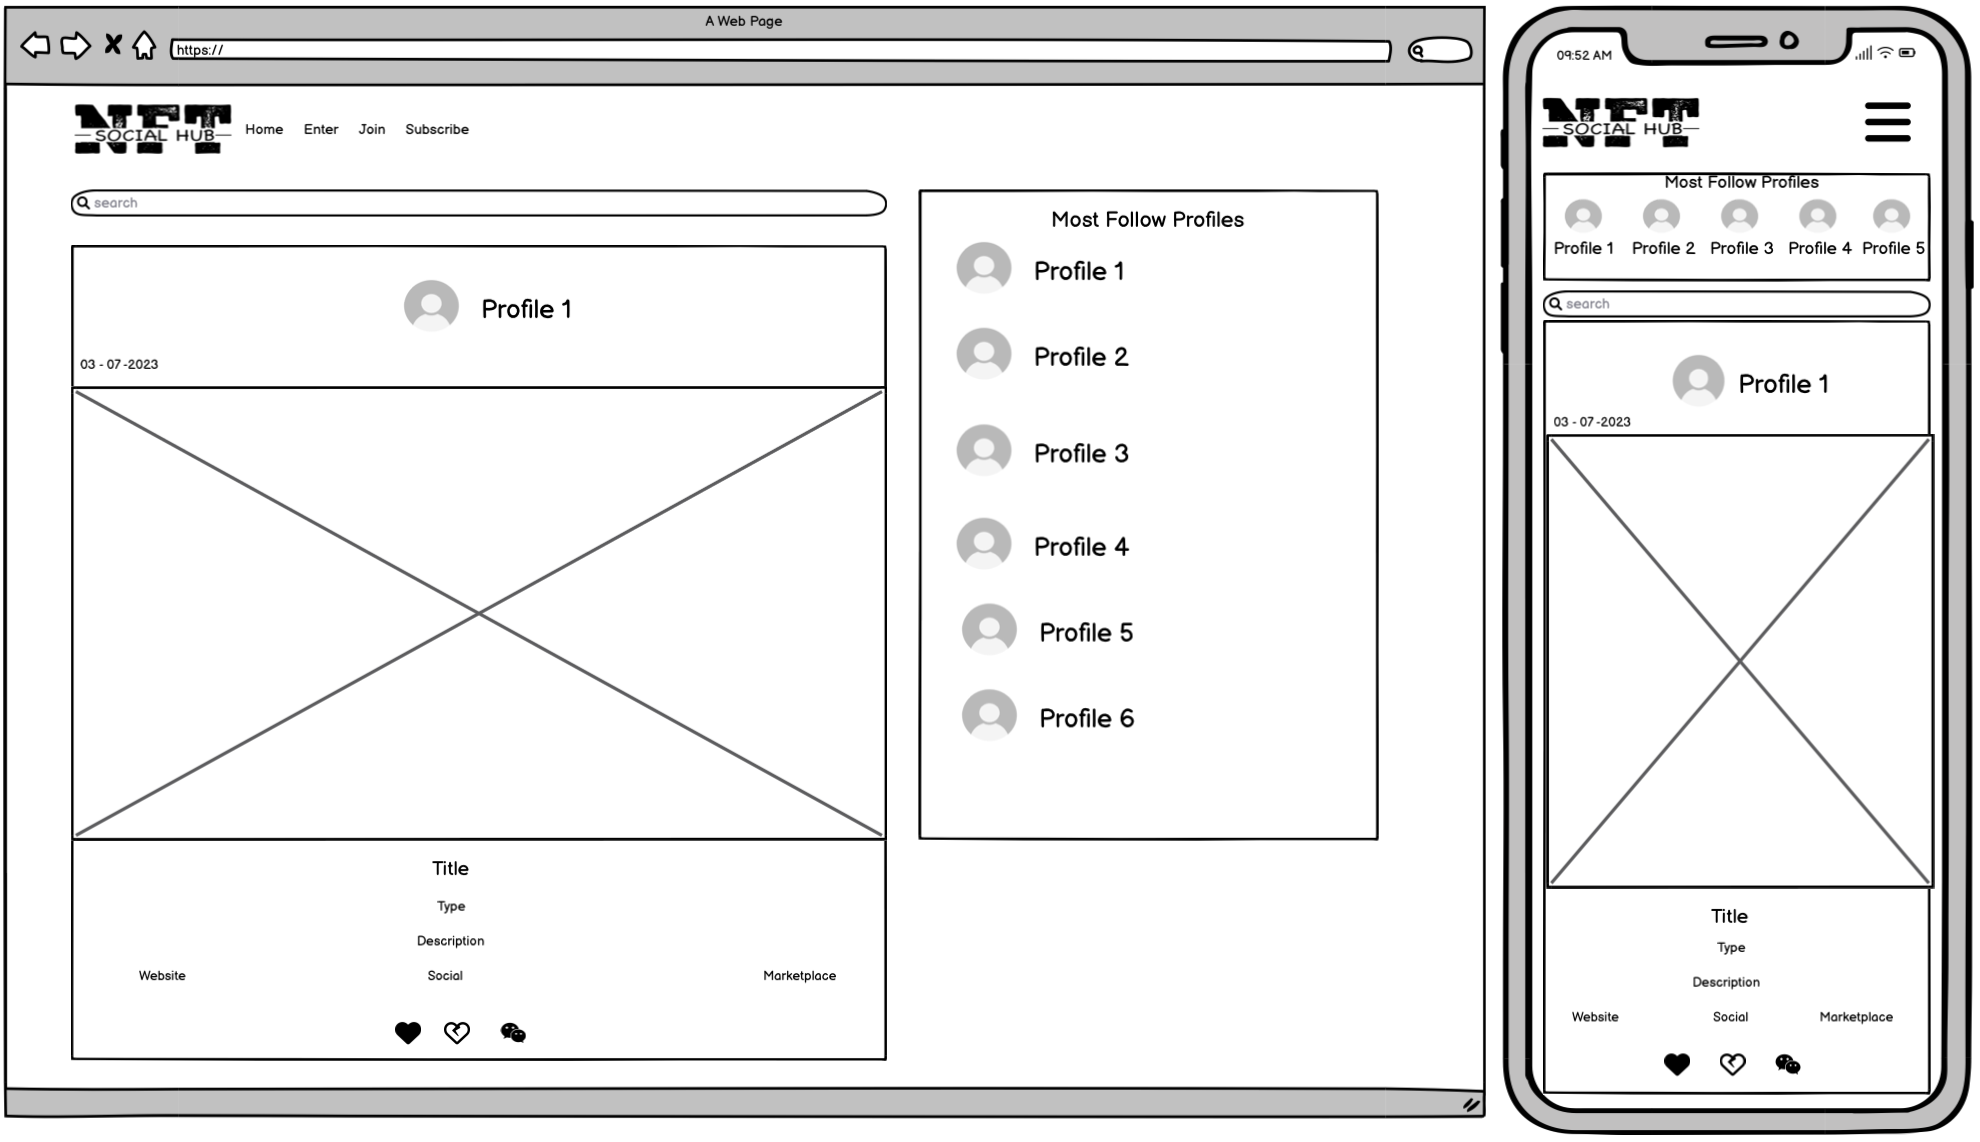 A Web Page
https://
NFT
SOCIAL HUB
Home Enter Join Subscribe
search
Profile 1
03 - 07 -2023
Title
Type
Description
Website Social Marketplace
Most Follow Profiles
Profile 1
Profile 2
Profile 3
Profile 4
Profile 5
Profile 6
09:52 AM
NFT
SOCIAL HUB
Most Follow Profiles
Profile 1 Profile 2 Profile 3 Profile 4 Profile 5
search
Profile 1
03 - 07 -2023
Title
Type
Description
Website Social Marketplace